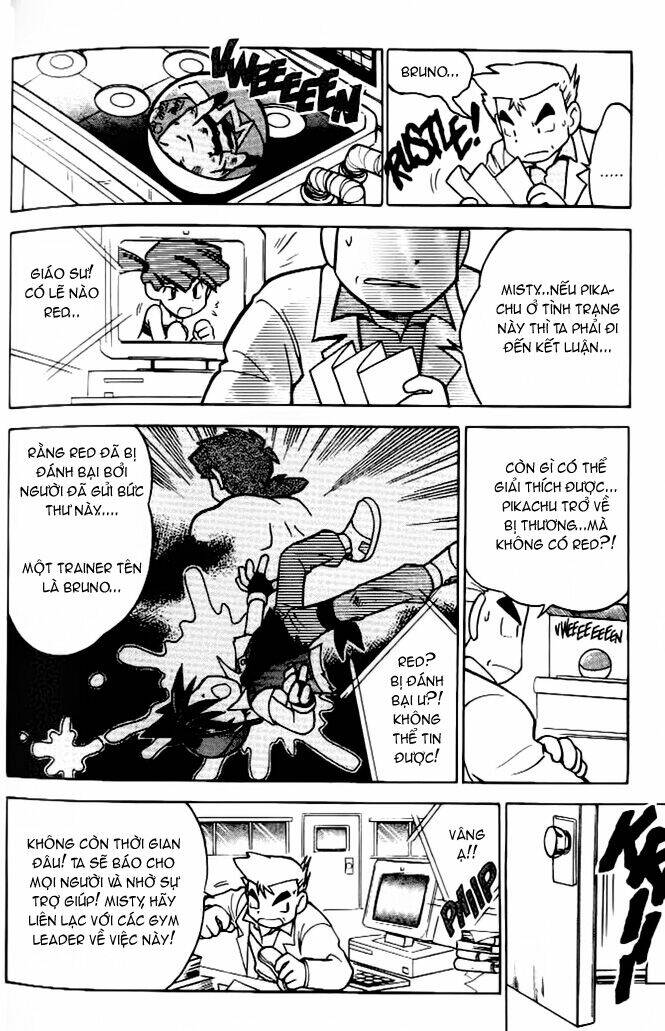 BRUNO...
RUSTLE!
.....
VWEEEEEEN
MISTY..NẾU PIKA-
CHU Ở TÌNH TRẠNG
NÀY THÌ TA PHẢI ĐI
ĐẾN KẾT LUẬN...
GIÁO SƯ!
CÓ LẼ NÀO
RED..
CÒN GÌ CÓ THỂ
GIẢI THÍCH ĐƯỢC...
PIKACHU TRỞ VỀ
BỊ THƯƠNG..MÀ
KHÔNG CÓ RED?!
VWEEEEEEEN
RẰNG RED ĐÃ BỊ
ĐÁNH BẠI BỞI
NGƯỜI ĐÃ GỬI BỨC
THƯ NÀY....
MỘT TRAINER TÊN
LÀ BRUNO...
RED?
BỊ ĐÁNH
BẠI Ư?!
KHÔNG
THỂ TIN
ĐƯỢC!
KHÔNG CÒN THỜI GIAN
ĐÂU! TA SẼ BÁO CHO
MỌI NGƯỜI VÀ NHỜ SỰ
TRỢ GIÚP! MISTY, HÃY
LIÊN LẠC VỚI CÁC GYM
LEADER VỀ VIỆC NÀY!
VÂNG
Ạ!!
PHIIP